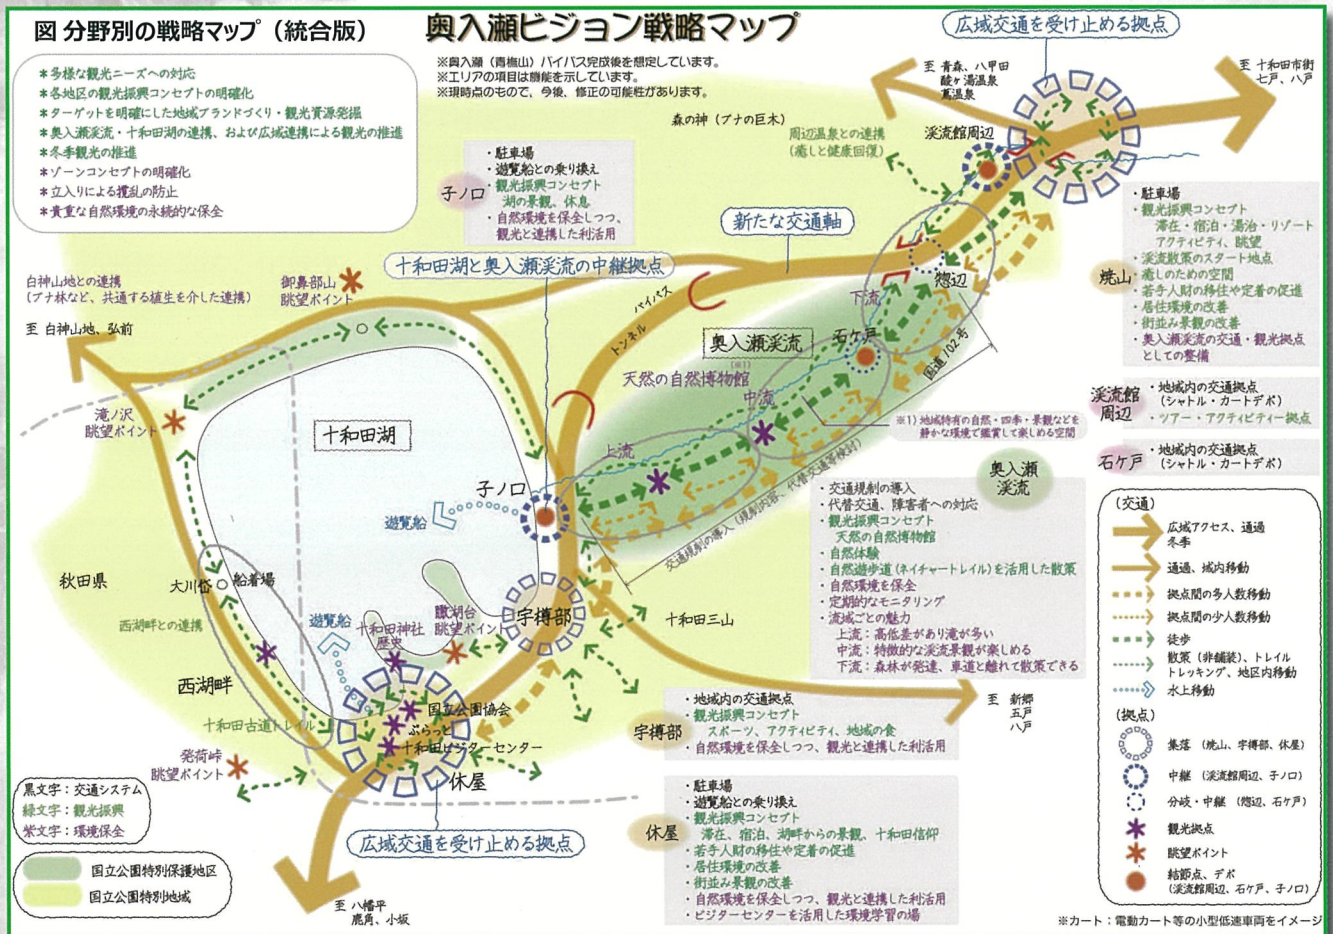 図 分野別の戦略マップ（統合版）
奥入瀬ビジョン戦略マップ
※奥入瀬（青橅山）バイパス完成後を想定しています。
※エリアの項目は機能を示しています。
※現時点のもので、今後、修正の可能性があります。
＊多様な観光ニーズへの対応
＊各地区の観光振興コンセプトの明確化
＊ターゲットを明確にした地域ブランドづくり・観光資源発掘
＊奥入瀬渓流・十和田湖の連携、および広域連携による観光の推進
＊冬季観光の推進
＊ゾーンコンセプトの明確化
＊立入りによる攪乱の防止
＊貴重な自然環境の永続的な保全
広域交通を受け止める拠点
至 青森、八甲田
酸ヶ湯温泉
蔦温泉
至 十和田市街
七戸、八戸
森の神（ブナの巨木）
周辺温泉との連携
（癒しと健康回復）
渓流館周辺
子ノ口
・駐車場
・遊覧船との乗り換え
・観光振興コンセプト
湖の景観、休息
・自然環境を保全しつつ、
観光と連携した利活用
新たな交通軸
十和田湖と奥入瀬渓流の中継拠点
焼山
・駐車場
・観光振興コンセプト
滞在・宿泊・湯治・リゾート
アクティビティ、眺望
・渓流散策のスタート地点
・癒しのための空間
・若手人財の移住や定着の促進
・居住環境の改善
・街並み景観の改善
・奥入瀬渓流の交通・観光拠点
としての整備
白神山地との連携
（ブナ林など、共通する植生を介した連携）
至 白神山地、弘前
御鼻部山
眺望ポイント
バイパス
トンネル
惣辺
下流
石ケ戸
国道102号
奥入瀬渓流
天然の自然博物館
（※1）
中流
上流
※1）地域特有の自然・四季・景観などを
静かな環境で鑑賞して楽しめる空間
渓流館
周辺
・地域内の交通拠点
（シャトル・カートデポ）
・ツアー・アクティビティー拠点
石ケ戸
・地域内の交通拠点
（シャトル・カートデポ）
滝ノ沢
眺望ポイント
十和田湖
子ノ口
遊覧船
交通規制の導入（規制内容、代替交通等検討）
奥入瀬
渓流
・交通規制の導入
・代替交通、障害者への対応
・観光振興コンセプト
天然の自然博物館
・自然体験
・自然遊歩道（ネイチャートレイル）を活用した散策
・自然環境を保全
・定期的なモニタリング
・流域ごとの魅力
上流：高低差があり滝が多い
中流：特徴的な渓流景観が楽しめる
下流：森林が発達、車道と離れて散策できる
秋田県
大川岱
船着場
西湖畔との連携
遊覧船
十和田神社
歴史
瞰湖台
眺望ポイント
宇樽部
十和田三山
西湖畔
十和田古道トレイル
国立公園協会
ぷらっと
十和田ビジターセンター
休屋
発荷峠
眺望ポイント
至 新郷
五戸
八戸
宇樽部
・地域内の交通拠点
・観光振興コンセプト
スポーツ、アクティビティ、地域の食
・自然環境を保全しつつ、観光と連携した利活用
休屋
・駐車場
・遊覧船との乗り換え
・観光振興コンセプト
滞在、宿泊、湖畔からの景観、十和田信仰
・若手人財の移住や定着の促進
・居住環境の改善
・街並み景観の改善
・自然環境を保全しつつ、観光と連携した利活用
・ビジターセンターを活用した環境学習の場
広域交通を受け止める拠点
至 八幡平
鹿角、小坂
黒文字：交通システム
緑文字：観光振興
紫文字：環境保全
国立公園特別保護地区
国立公園特別地域
（交通）
広域アクセス、通過
冬季
通過、域内移動
拠点間の多人数移動
拠点間の少人数移動
徒歩
散策（非舗装）、トレイル
トレッキング、地区内移動
水上移動
（拠点）
集落 （焼山、宇樽部、休屋）
中継 （渓流館周辺、子ノ口）
分岐・中継 （惣辺、石ケ戸）
観光拠点
眺望ポイント
結節点、デポ
（渓流館周辺、石ケ戸、子ノ口）
※カート：電動カート等の小型低速車両をイメージ